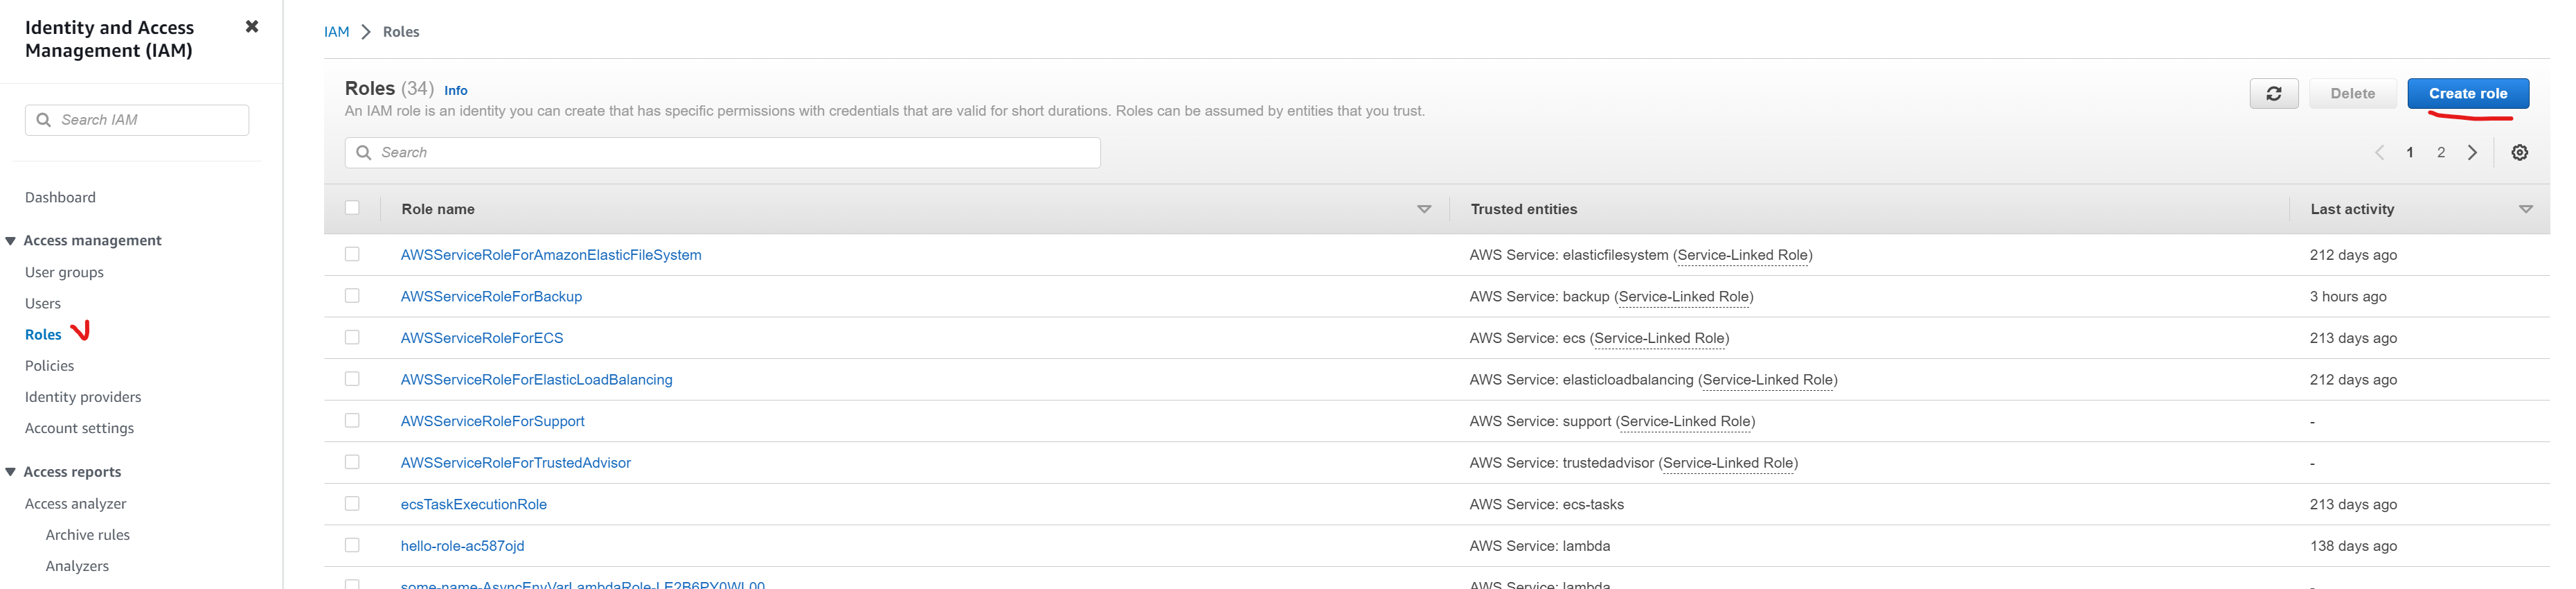 Identity and Access
Management (IAM)
Search IAM
Dashboard
Access management
User groups
Users
Roles
Policies
Identity providers
Account settings
Access reports
Access analyzer
Archive rules
Analyzers
IAM > Roles
Roles (34) Info
An IAM role is an identity you can create that has specific permissions with credentials that are valid for short durations. Roles can be assumed by entities that you trust.
Delete
Create role
Search
1 2
Role name Trusted entities Last activity
AWSServiceRoleForAmazonElasticFileSystem AWS Service: elasticfilesystem (Service-Linked Role) 212 days ago
AWSServiceRoleForBackup AWS Service: backup (Service-Linked Role) 3 hours ago
AWSServiceRoleForECS AWS Service: ecs (Service-Linked Role) 213 days ago
AWSServiceRoleForElasticLoadBalancing AWS Service: elasticloadbalancing (Service-Linked Role) 212 days ago
AWSServiceRoleForSupport AWS Service: support (Service-Linked Role) -
AWSServiceRoleForTrustedAdvisor AWS Service: trustedadvisor (Service-Linked Role) -
ecsTaskExecutionRole AWS Service: ecs-tasks 213 days ago
hello-role-ac587ojd AWS Service: lambda 138 days ago
AWS Service: lambda -